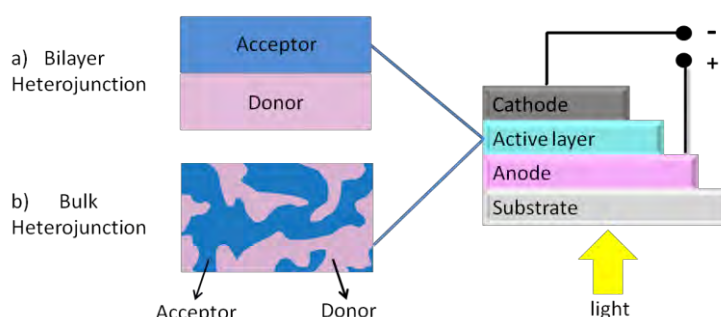 a) Bilayer
Heterojunction
Acceptor
Donor
b) Bulk
Heterojunction
Acceptor
Donor
-
+
Cathode
Active layer
Anode
Substrate
light